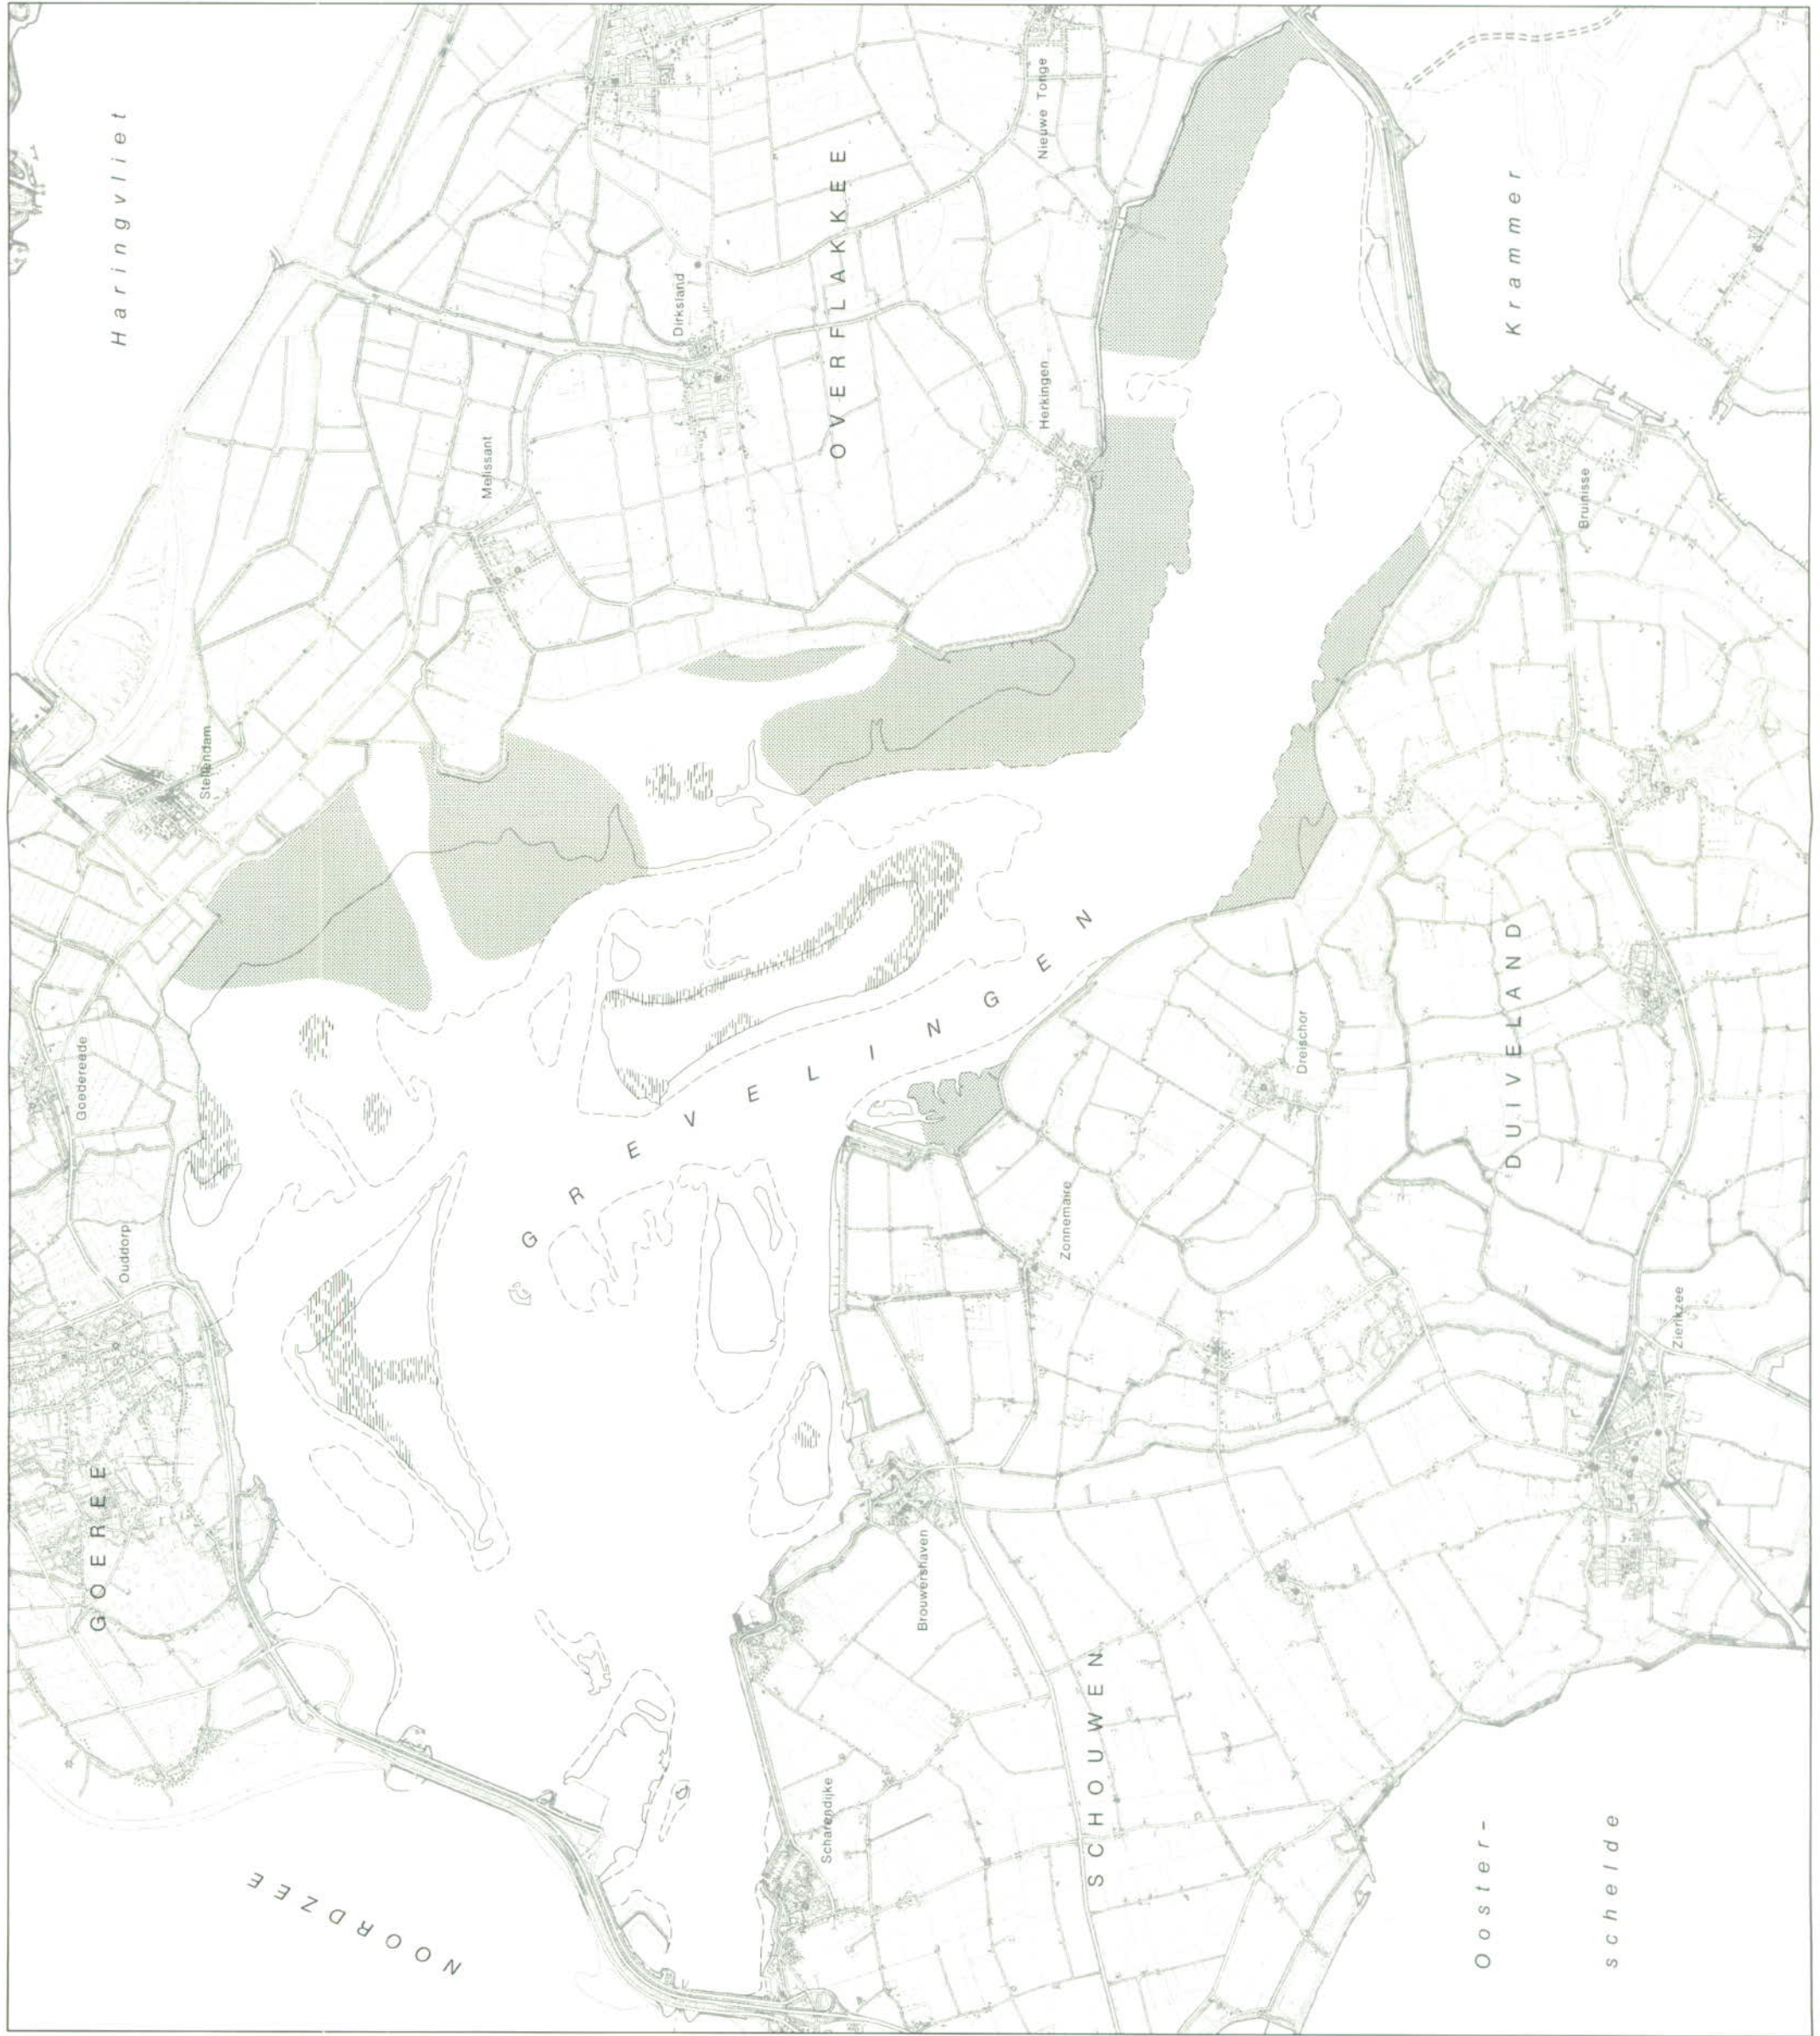 Haringvliet
Stellendam
Melissant
Dirksland
OVERFLAKKEE
Nieuwe Tonge
Herkingen
Krammer
Bruinisse
Goedereede
Ouddorp
GOEREE
GREVELINGEN
Dreischor
DUIVELAND
Zonnemaire
Zierikzee
Brouwershaven
SCHOUWEN
Scharendijke
NOORDZEE
Ooster-
schelde